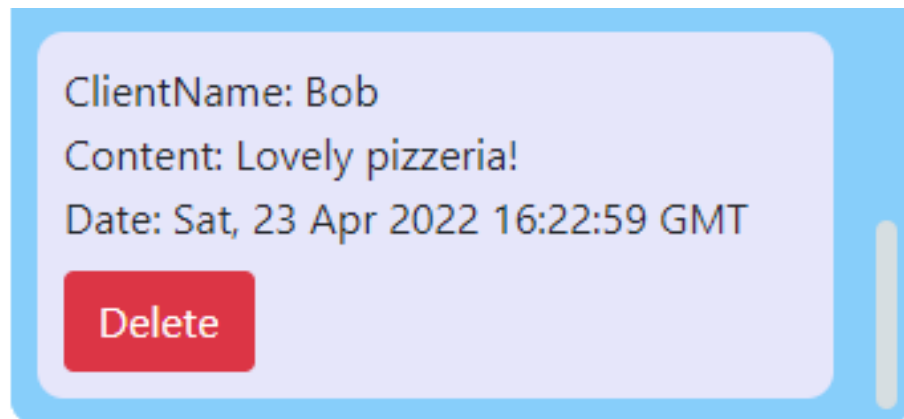 ClientName: Bob
Content: Lovely pizzeria!
Date: Sat, 23 Apr 2022 16:22:59 GMT
Delete